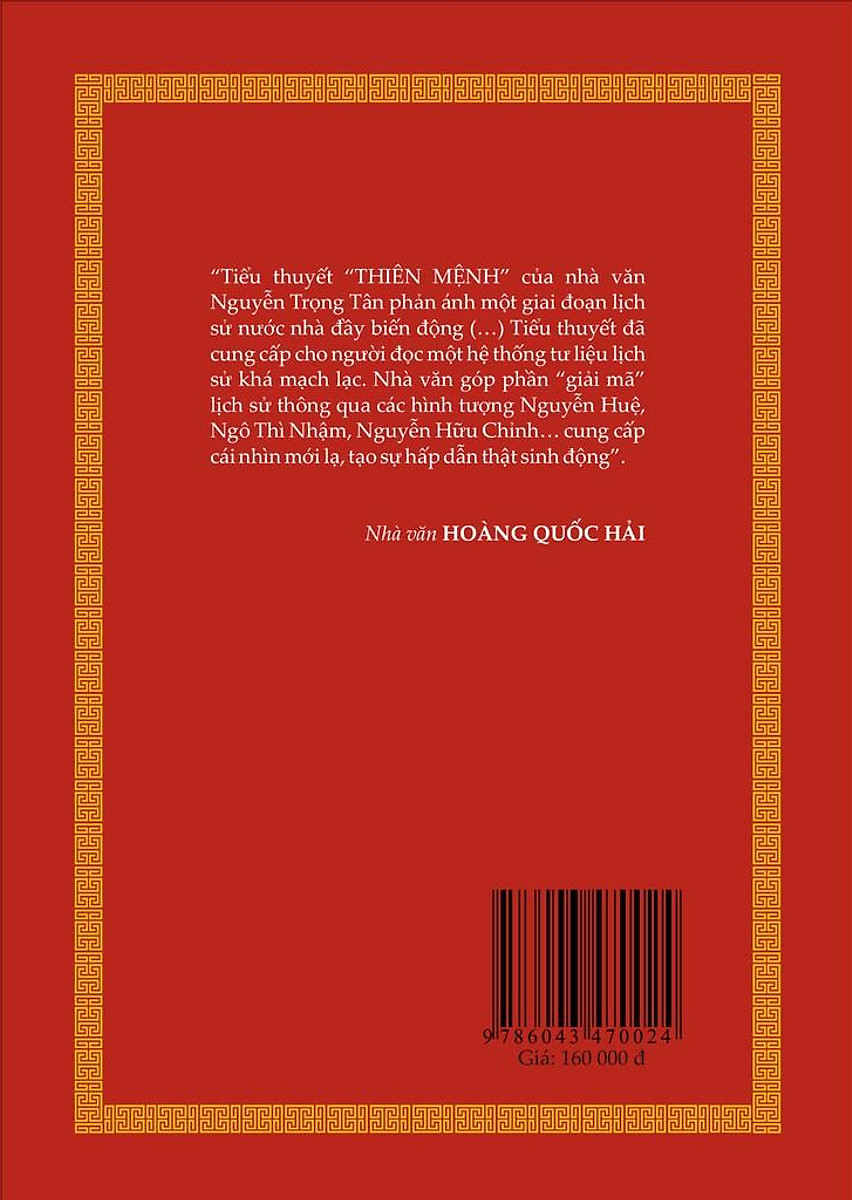 “Tiểu thuyết “THIÊN MỆNH” của nhà văn
Nguyễn Trọng Tân phản ánh một giai đoạn lịch
sử nước nhà đầy biến động (…) Tiểu thuyết đã
cung cấp cho người đọc một hệ thống tư liệu lịch
sử khá mạch lạc. Nhà văn góp phần “giải mã”
lịch sử thông qua các hình tượng Nguyễn Huệ,
Ngô Thì Nhậm, Nguyễn Hữu Chỉnh… cung cấp
cái nhìn mới lạ, tạo sự hấp dẫn thật sinh động”.
Nhà văn HOÀNG QUỐC HẢI
9 786043 470024
Giá: 160 000 đ